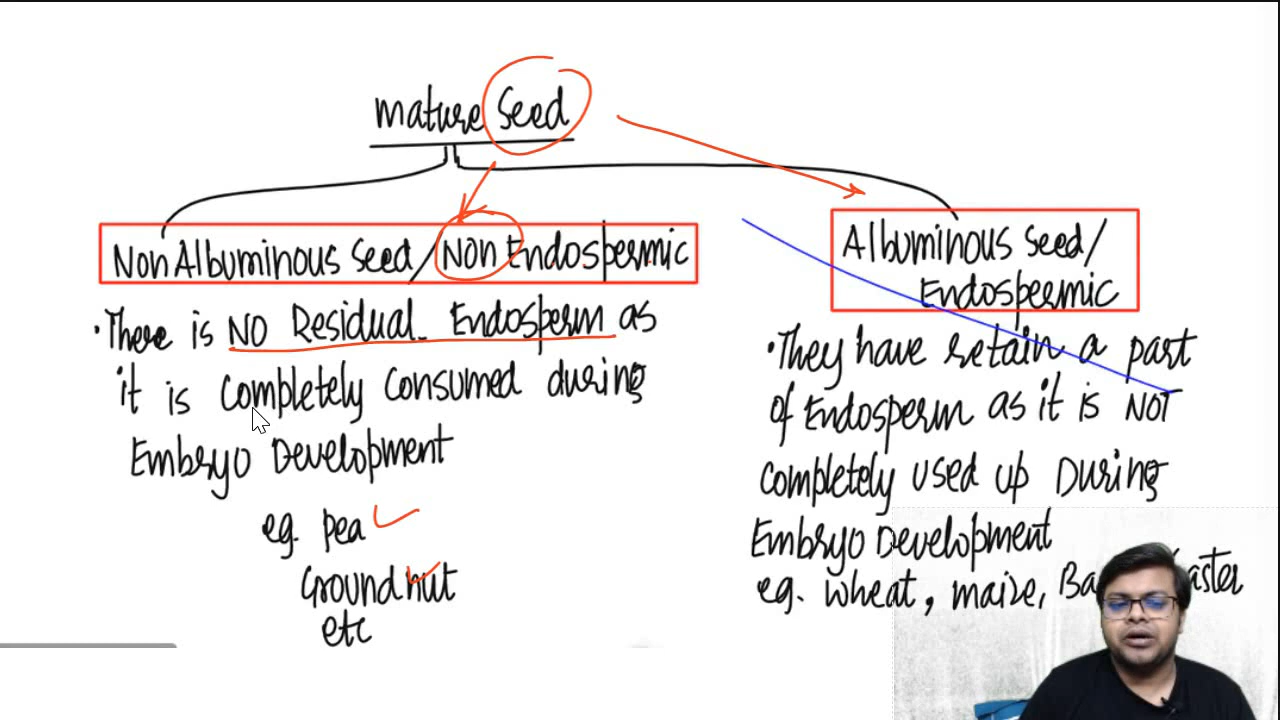 mature Seed
Non Albuminous Seed/Non Endospermic
• There is NO Residual Endosperm as
it is completely consumed during
Embryo Development
eg. pea
Groundnut
etc
Albuminous Seed/
Endospermic
• They have retain a part
of Endosperm as it is NOT
completely used up During
Embryo Development
eg. wheat, maize,